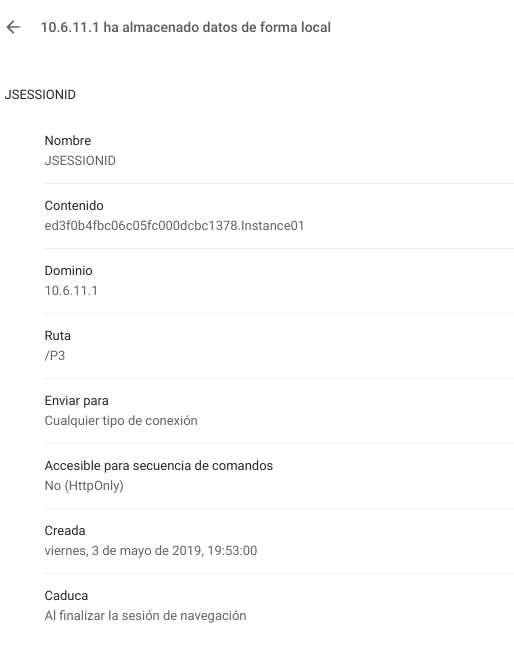 10.6.11.1 ha almacenado datos de forma local
JSESSIONID
Nombre
JSESSIONID
Contenido
ed3f0b4fbc06c05fc000dcbc1378.Instance01
Dominio
10.6.11.1
Ruta
/P3
Enviar para
Cualquier tipo de conexión
Accesible para secuencia de comandos
No (HttpOnly)
Creada
viernes, 3 de mayo de 2019, 19:53:00
Caduca
Al finalizar la sesión de navegación